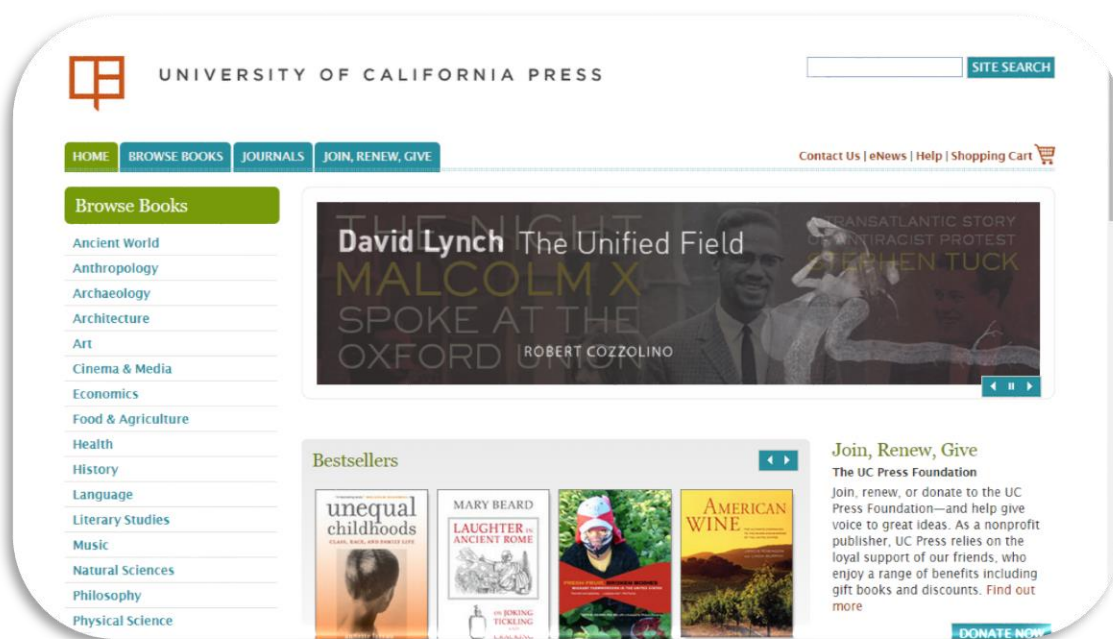 UNIVERSITY OF CALIFORNIA PRESS
SITE SEARCH
HOME
BROWSE BOOKS
JOURNALS
JOIN, RENEW, GIVE
Contact Us | eNews | Help | Shopping Cart
Browse Books
Ancient World
Anthropology
Archaeology
Architecture
Art
Cinema & Media
Economics
Food & Agriculture
Health
History
Language
Literary Studies
Music
Natural Sciences
Philosophy
Physical Science
David Lynch The Unified Field
ROBERT COZZOLINO
THE NIGHT
MALCOLM X
SPOKE AT THE
OXFORD UNION
TRANSATLANTIC STORY
OF ANTIRACIST PROTEST
STEPHEN TUCK
Bestsellers
unequal
childhoods
CLASS, RACE, AND FAMILY LIFE
MARY BEARD
LAUGHTER IN
ANCIENT ROME
ON JOKING
TICKLING
FRESH FRUIT, BROKEN BODIES
AMERICAN
WINE
Join, Renew, Give
The UC Press Foundation
Join, renew, or donate to the UC
Press Foundation—and help give
voice to great ideas. As a nonprofit
publisher, UC Press relies on the
loyal support of our friends, who
enjoy a range of benefits including
gift books and discounts. Find out
more
DONATE NOW